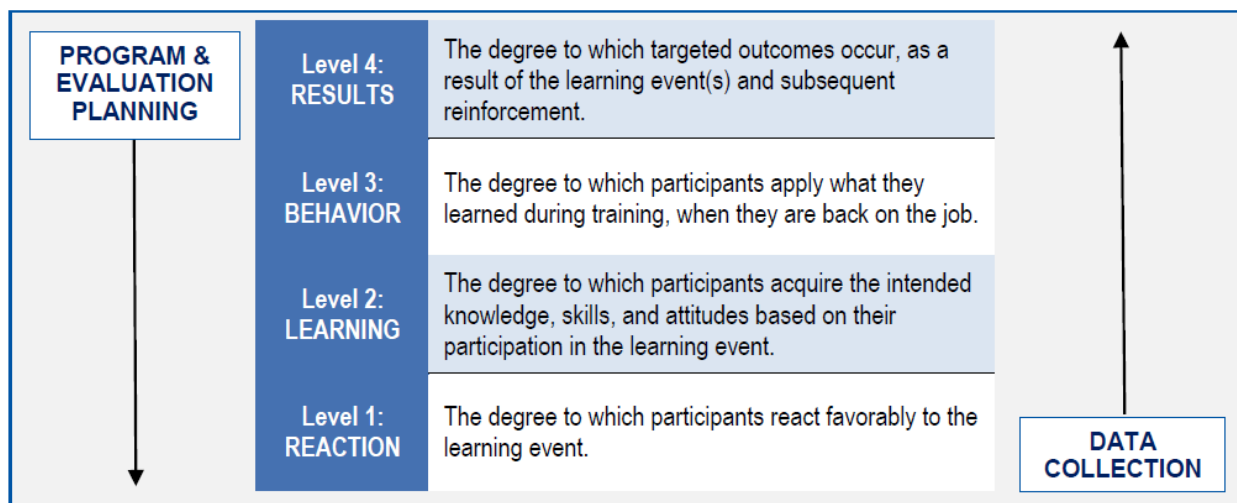 PROGRAM &
EVALUATION
PLANNING
Level 4:
RESULTS
The degree to which targeted outcomes occur, as a
result of the learning event(s) and subsequent
reinforcement.
Level 3:
BEHAVIOR
The degree to which participants apply what they
learned during training, when they are back on the job.
Level 2:
LEARNING
The degree to which participants acquire the intended
knowledge, skills, and attitudes based on their
participation in the learning event.
Level 1:
REACTION
The degree to which participants react favorably to the
learning event.
DATA
COLLECTION